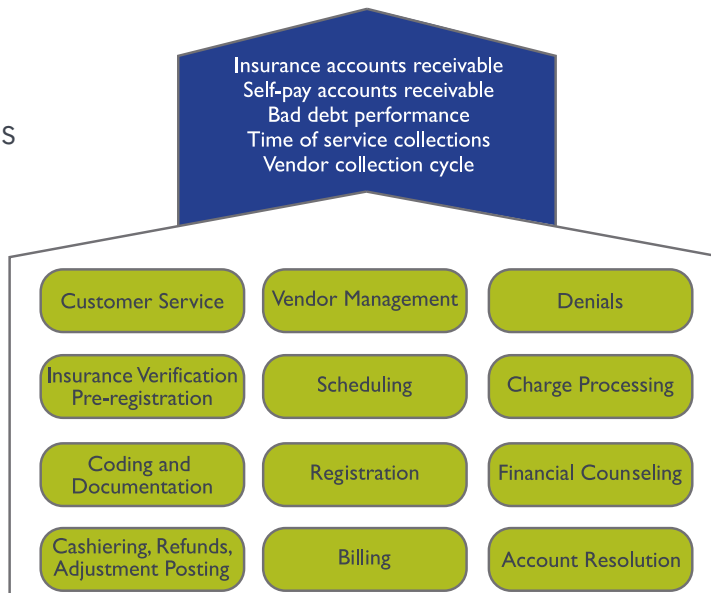 Insurance accounts receivable
Self-pay accounts receivable
Bad debt performance
Time of service collections
Vendor collection cycle
s
Customer Service
Vendor Management
Denials
Insurance Verification
Pre-registration
Scheduling
Charge Processing
Coding and
Documentation
Registration
Financial Counseling
Cashiering, Refunds,
Adjustment Posting
Billing
Account Resolution